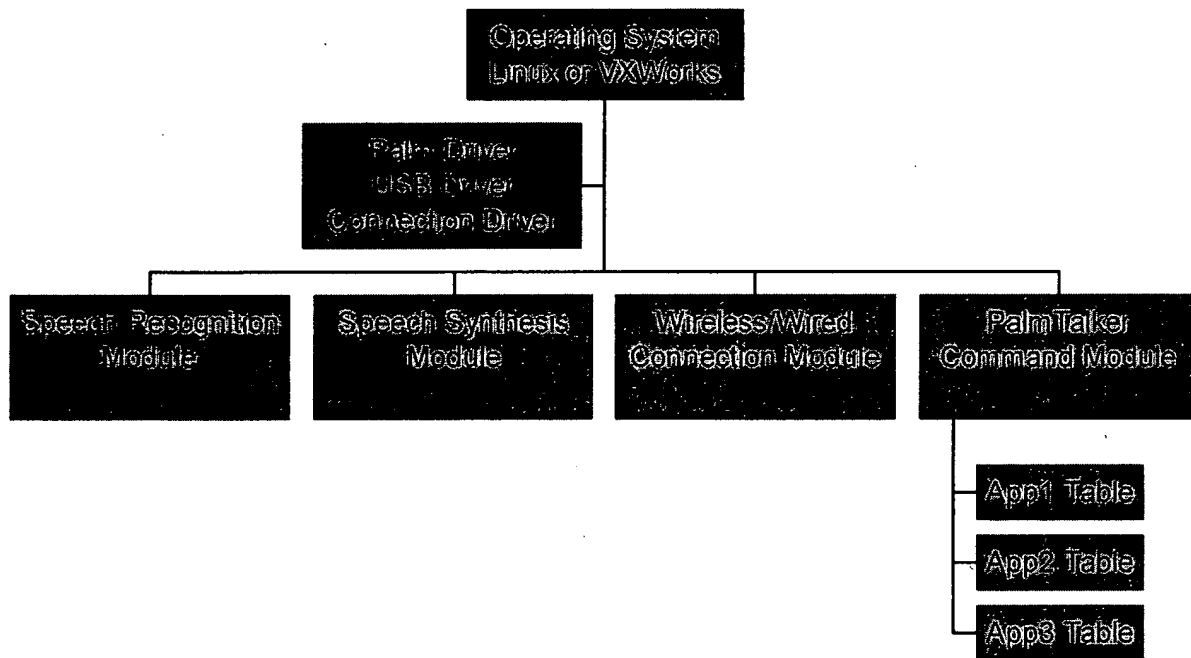 Operating System
Linux or VXWorks
Palm Driver
USB Driver
Connection Driver
Speech Recognition
Module
Speech Synthesis
Module
Wireless/Wired
Connection Module
PalmTalker
Command Module
App1 Table
App2 Table
App3 Table